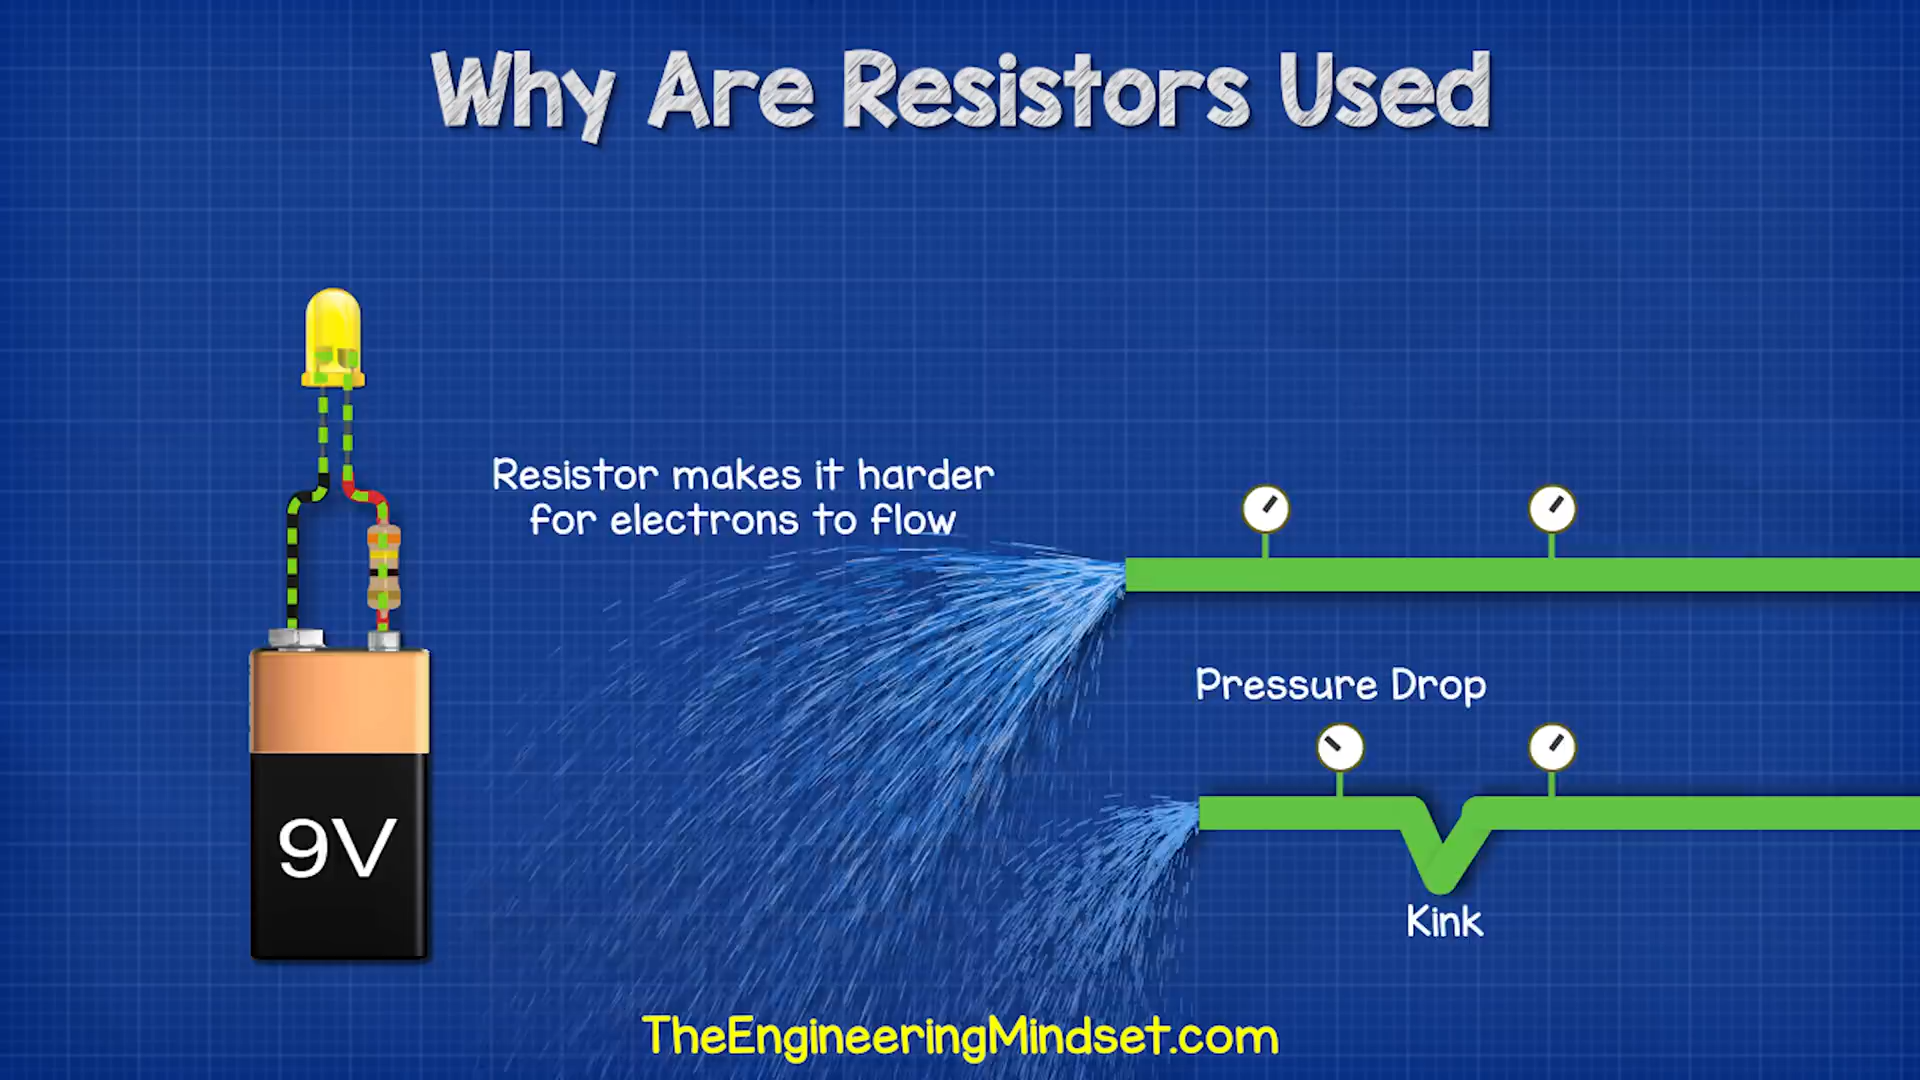 Why Are Resistors Used
Resistor makes it harder
for electrons to flow
Pressure Drop
Kink
9V
TheEngineeringMindset.com